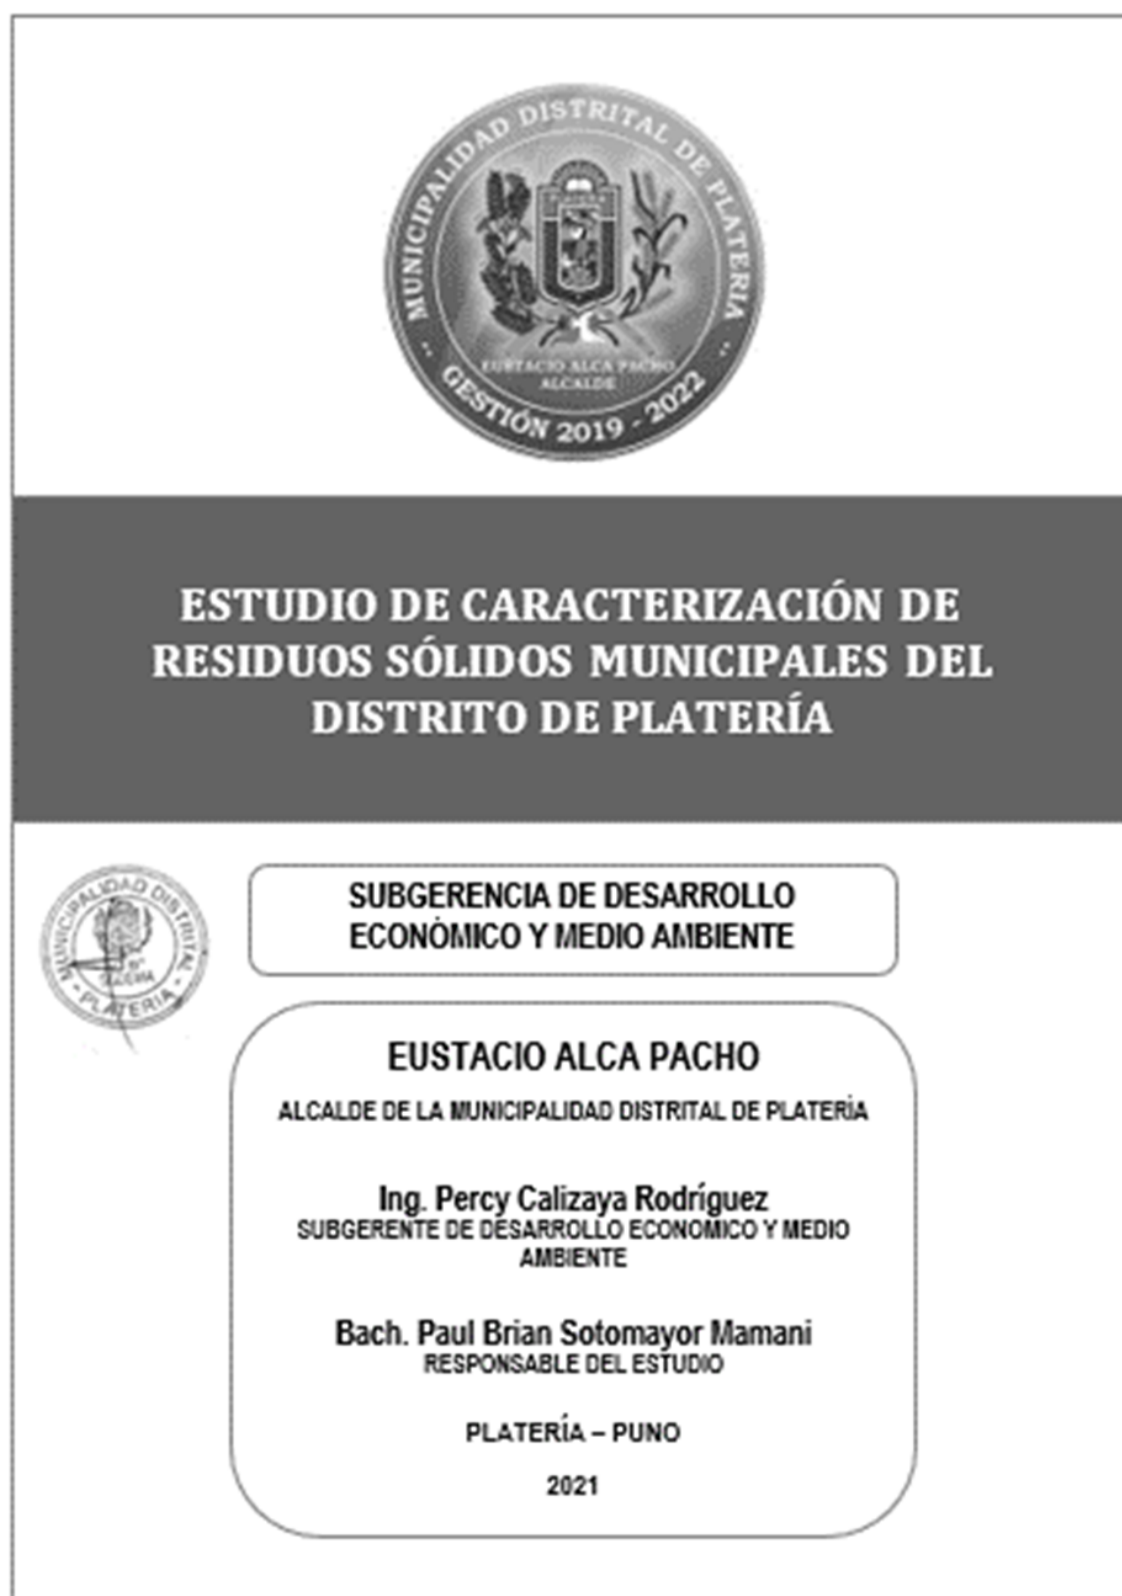 MUNICIPALIDAD DISTRITAL DE PLATERIA
EUSTACIO ALCA PACHO
ALCALDE
GESTIÓN 2019 - 2022
ESTUDIO DE CARACTERIZACIÓN DE
RESIDUOS SÓLIDOS MUNICIPALES DEL
DISTRITO DE PLATERÍA
MUNICIPALIDAD DISTRITAL
PLATERIA
SUBGERENCIA DE DESARROLLO
ECONÓMICO Y MEDIO AMBIENTE
EUSTACIO ALCA PACHO
ALCALDE DE LA MUNICIPALIDAD DISTRITAL DE PLATERÍA
Ing. Percy Calizaya Rodríguez
SUBGERENTE DE DESARROLLO ECONOMICO Y MEDIO
AMBIENTE
Bach. Paul Brian Sotomayor Mamani
RESPONSABLE DEL ESTUDIO
PLATERÍA – PUNO
2021